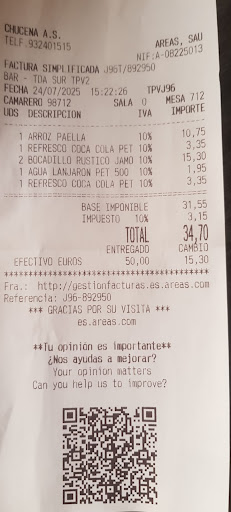 CHUCENA A.S.
TELF.932401515
AREAS, SAU
NIF:A-08225013
FACTURA SIMPLIFICADA J96T/892950
BAR - TDA SUR TPV2
FECHA 24/07/2025 15:22:26 TPVJ96
CAMARERO 98712 SALA 0 MESA 712
UDS DESCRIPCION IVA IMPORTE
1 ARROZ PAELLA 10% 10,75
1 REFRESCO COCA COLA PET 10% 3,35
2 BOCADILLO RUSTICO JAMO 10% 15,30
1 AGUA LANJARON PET 500 10% 1,95
1 REFRESCO COCA COLA PET 10% 3,35
BASE IMPONIBLE 31,55
IMPUESTO 10% 3,15
TOTAL 34,70
ENTREGADO CAMBIO
EFECTIVO EUROS 50,00 15,30
****************************************
Fra.: http://gestionfacturas.es.areas.com
Referencia: J96-892950
*** GRACIAS POR SU VISITA ***
es.areas.com
**Tu opinión es importante**
¿Nos ayudas a mejorar?
Your opinion matters
Can you help us to improve?